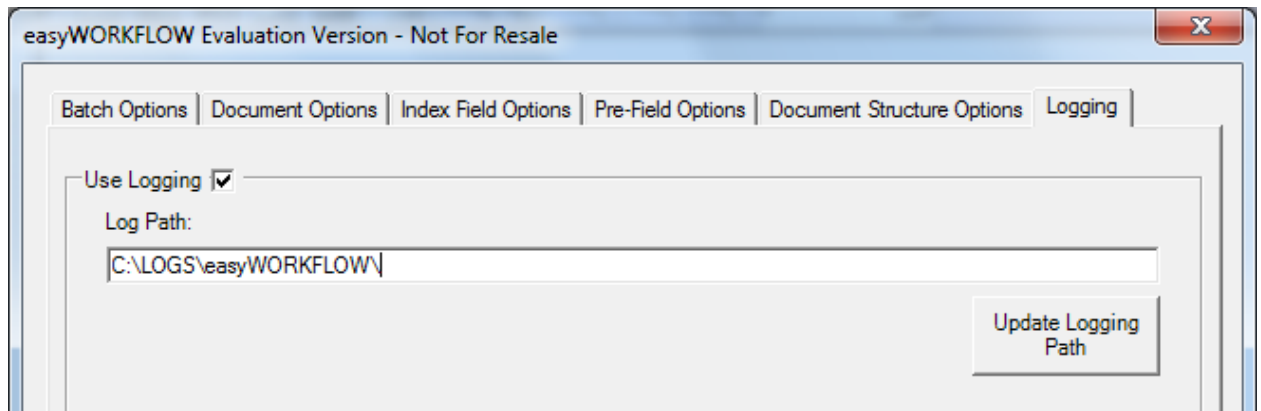 easyWORKFLOW Evaluation Version - Not For Resale
Batch Options Document Options Index Field Options Pre-Field Options Document Structure Options Logging
Use Logging
Log Path:
C:\LOGS\easyWORKFLOW\
Update Logging
Path